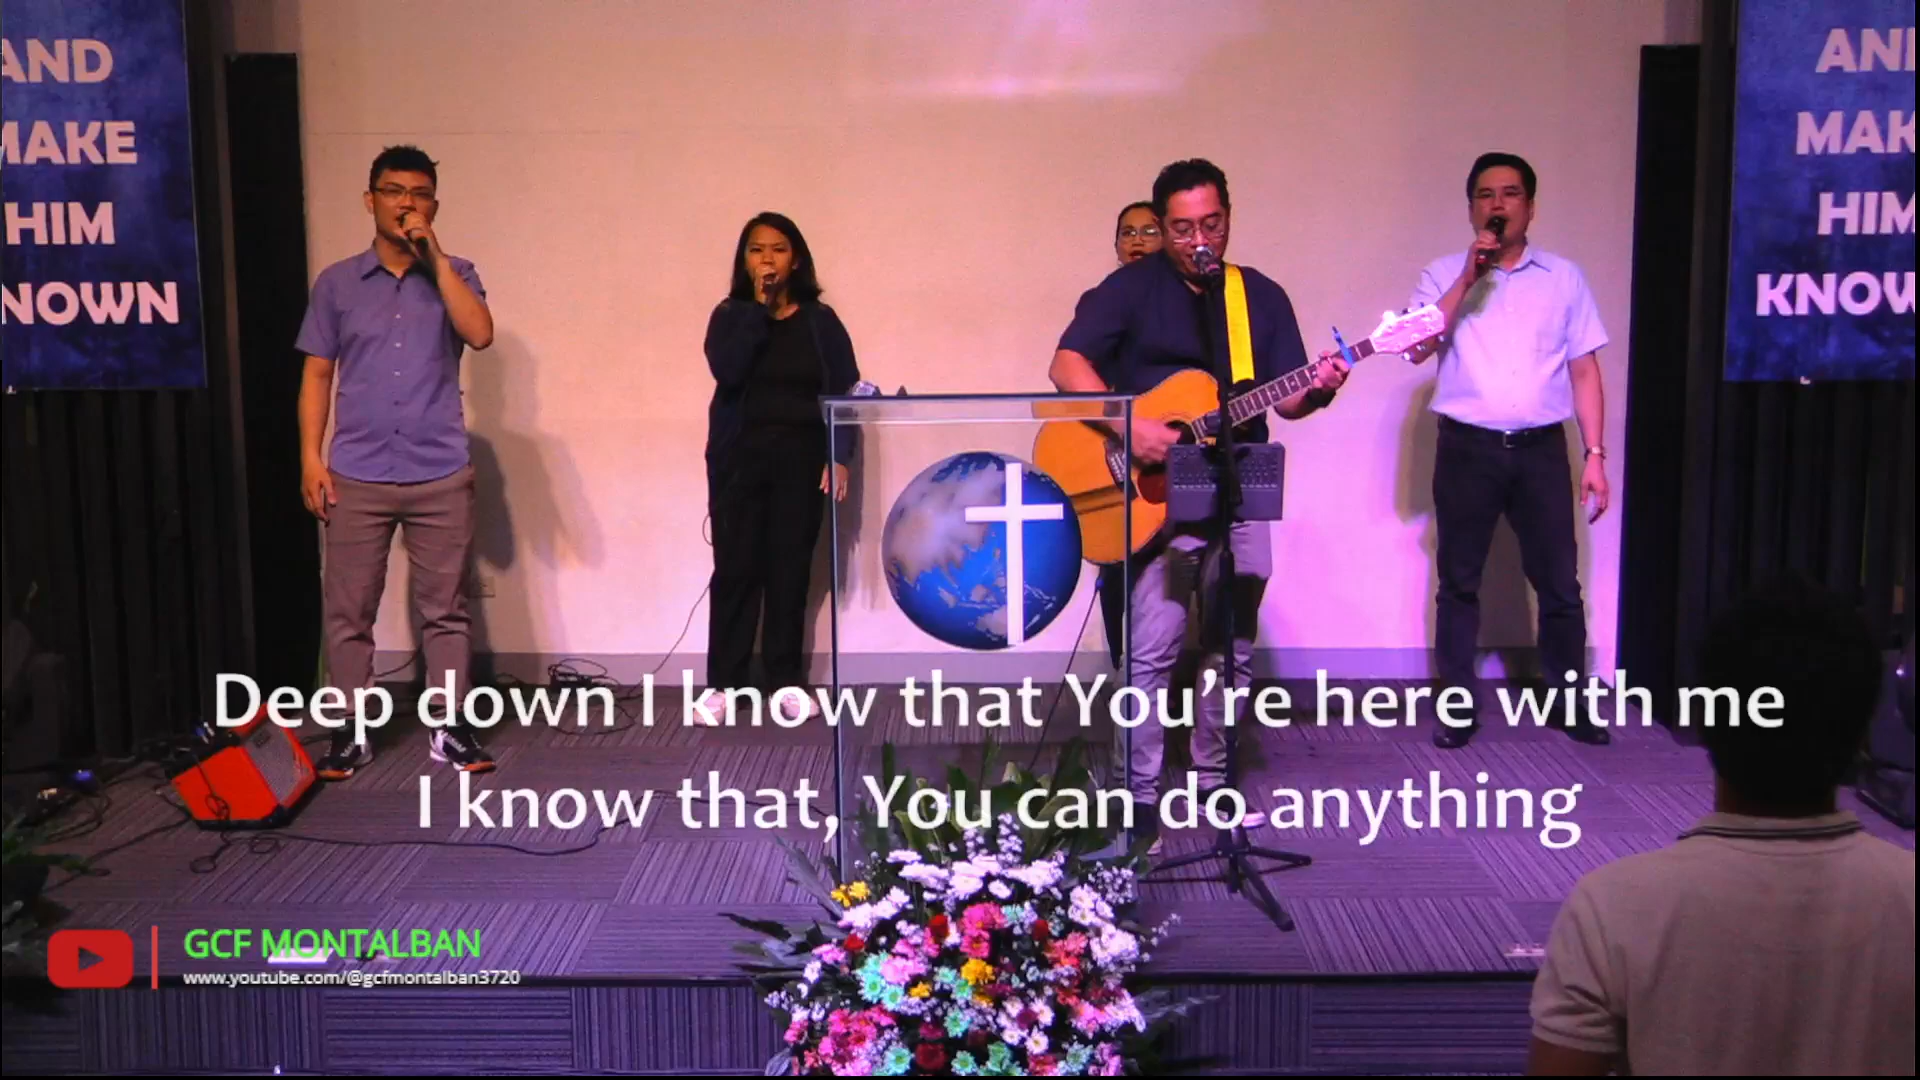 AND
MAKE
HIM
NOWN
AN
MAK
HIM
KNOW
Deep down I know that You're here with me
I know that, You can do anything
GCF MONTALBAN
www.youtube.com/@gcfmontalban3720